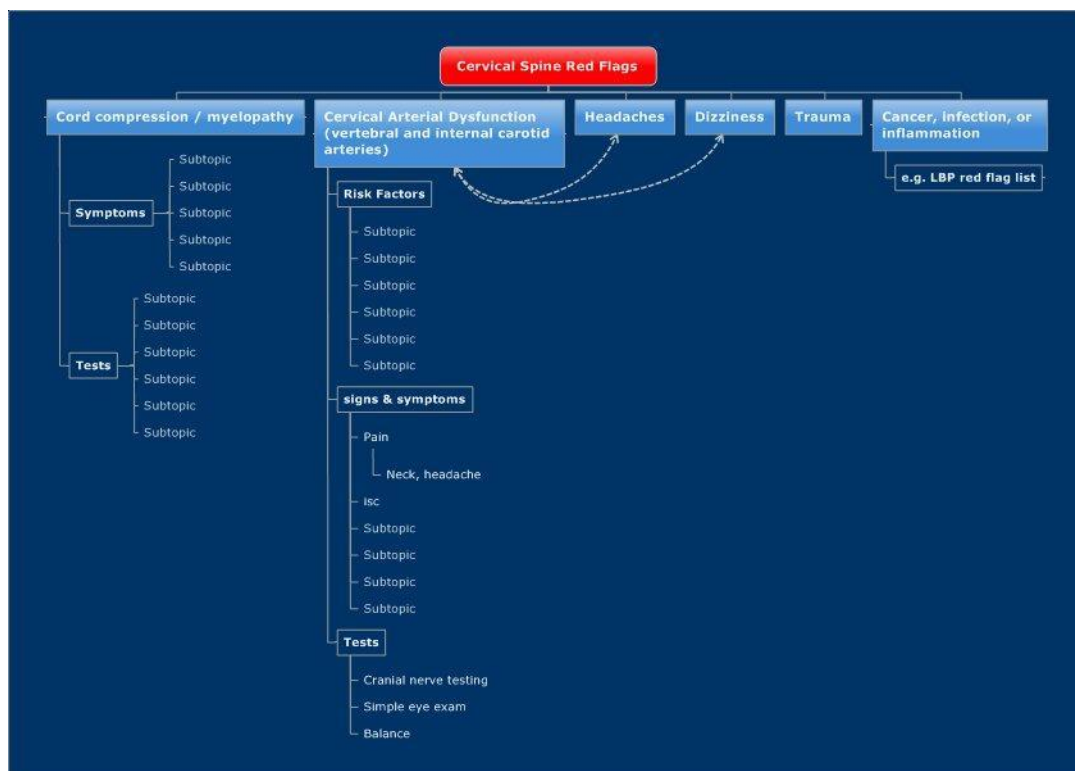 Cervical Spine Red Flags
Cord compression / myelopathy
Symptoms
Subtopic
Subtopic
Subtopic
Subtopic
Subtopic
Tests
Subtopic
Subtopic
Subtopic
Subtopic
Subtopic
Subtopic
Cervical Arterial Dysfunction
(vertebral and internal carotid
arteries)
Risk Factors
Subtopic
Subtopic
Subtopic
Subtopic
Subtopic
Subtopic
signs & symptoms
Pain
Neck, headache
isc
Subtopic
Subtopic
Subtopic
Subtopic
Tests
Cranial nerve testing
Simple eye exam
Balance
Headaches
Dizziness
Trauma
Cancer, infection, or
inflammation
e.g. LBP red flag list